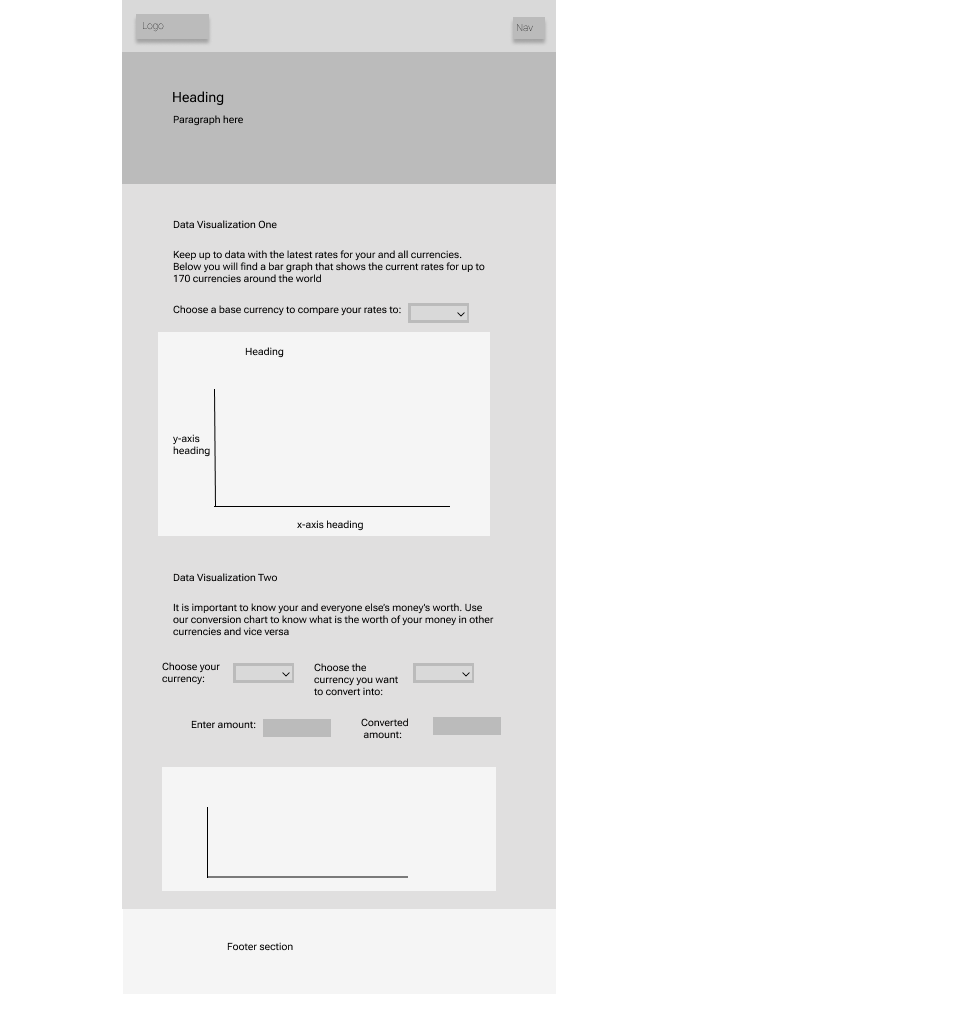 Logo
Nav
Heading
Paragraph here
Data Visualization One
Keep up to data with the latest rates for your and all currencies.
Below you will find a bar graph that shows the current rates for up to
170 currencies around the world
Choose a base currency to compare your rates to:
Heading
y-axis
heading
x-axis heading
Data Visualization Two
It is important to know your and everyone else's money's worth. Use
our conversion chart to know what is the worth of your money in other
currencies and vice versa
Choose your
currency:
Choose the
currency you want
to convert into:
Enter amount:
Converted
amount:
Footer section